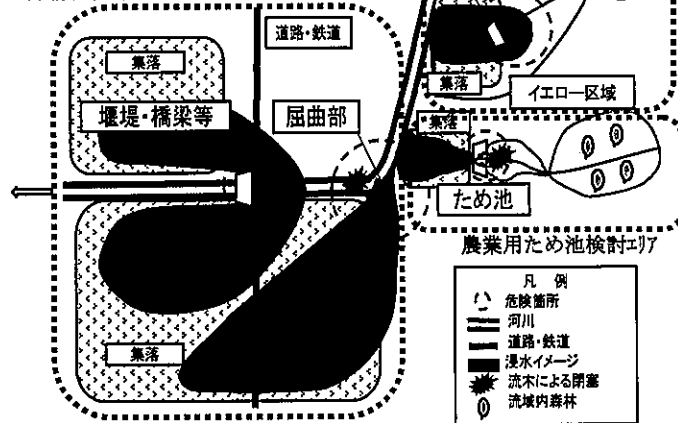 道路・鉄道
集落
堰堤・橋梁等
屈曲部
集落
イエロー区域
集落
ため池
農業用ため池検討エリア
集落
凡 例
危険箇所
河川
道路・鉄道
浸水イメージ
流木による閉塞
流域内森林